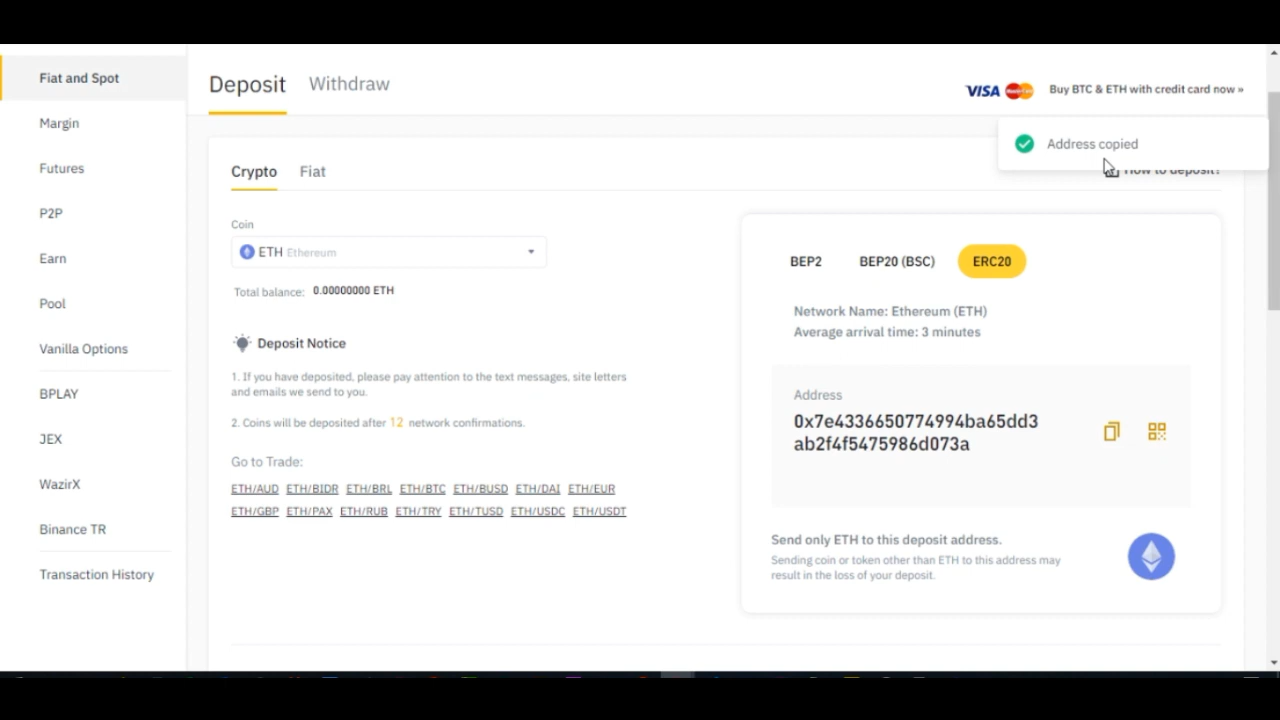 Fiat and Spot
Margin
Futures
P2P
Earn
Pool
Vanilla Options
BPLAY
JEX
WazirX
Binance TR
Transaction History
Deposit Withdraw
VISA MasterCard Buy BTC & ETH with credit card now »
Address copied
How to deposit?
Crypto Fiat
Coin
ETH Ethereum
Total balance: 0.00000000 ETH
Deposit Notice
1. If you have deposited, please pay attention to the text messages, site letters
and emails we send to you.
2. Coins will be deposited after 12 network confirmations.
Go to Trade:
ETH/AUD ETH/BIDR ETH/BRL ETH/BTC ETH/BUSD ETH/DAI ETH/EUR
ETH/GBP ETH/PAX ETH/RUB ETH/TRY ETH/TUSD ETH/USDC ETH/USDT
BEP2 BEP20 (BSC) ERC20
Network Name: Ethereum (ETH)
Average arrival time: 3 minutes
Address
0x7e4336650774994ba65dd3
ab2f4f5475986d073a
Send only ETH to this deposit address.
Sending coin or token other than ETH to this address may
result in the loss of your deposit.